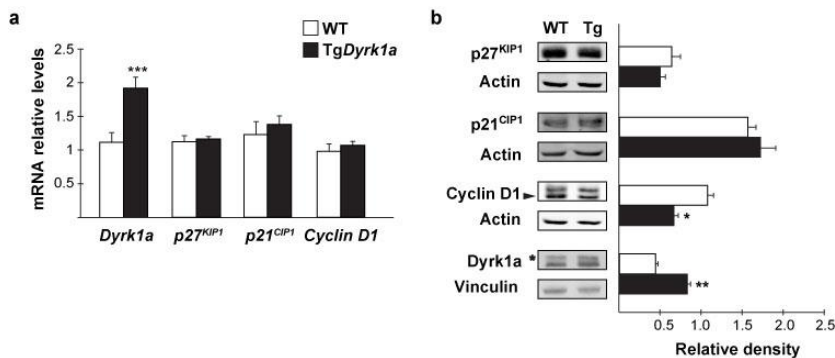 a
WT
TgDyrk1a
mRNA relative levels
2.5
2
1.5
1
0.5
***
Dyrk1a p27KIP1 p21CIP1 Cyclin D1
b
WT Tg
p27KIP1
Actin
p21CIP1
Actin
Cyclin D1
Actin
*
Dyrk1a *
Vinculin
**
0.5 1.0 1.5 2.0 2.5
Relative density